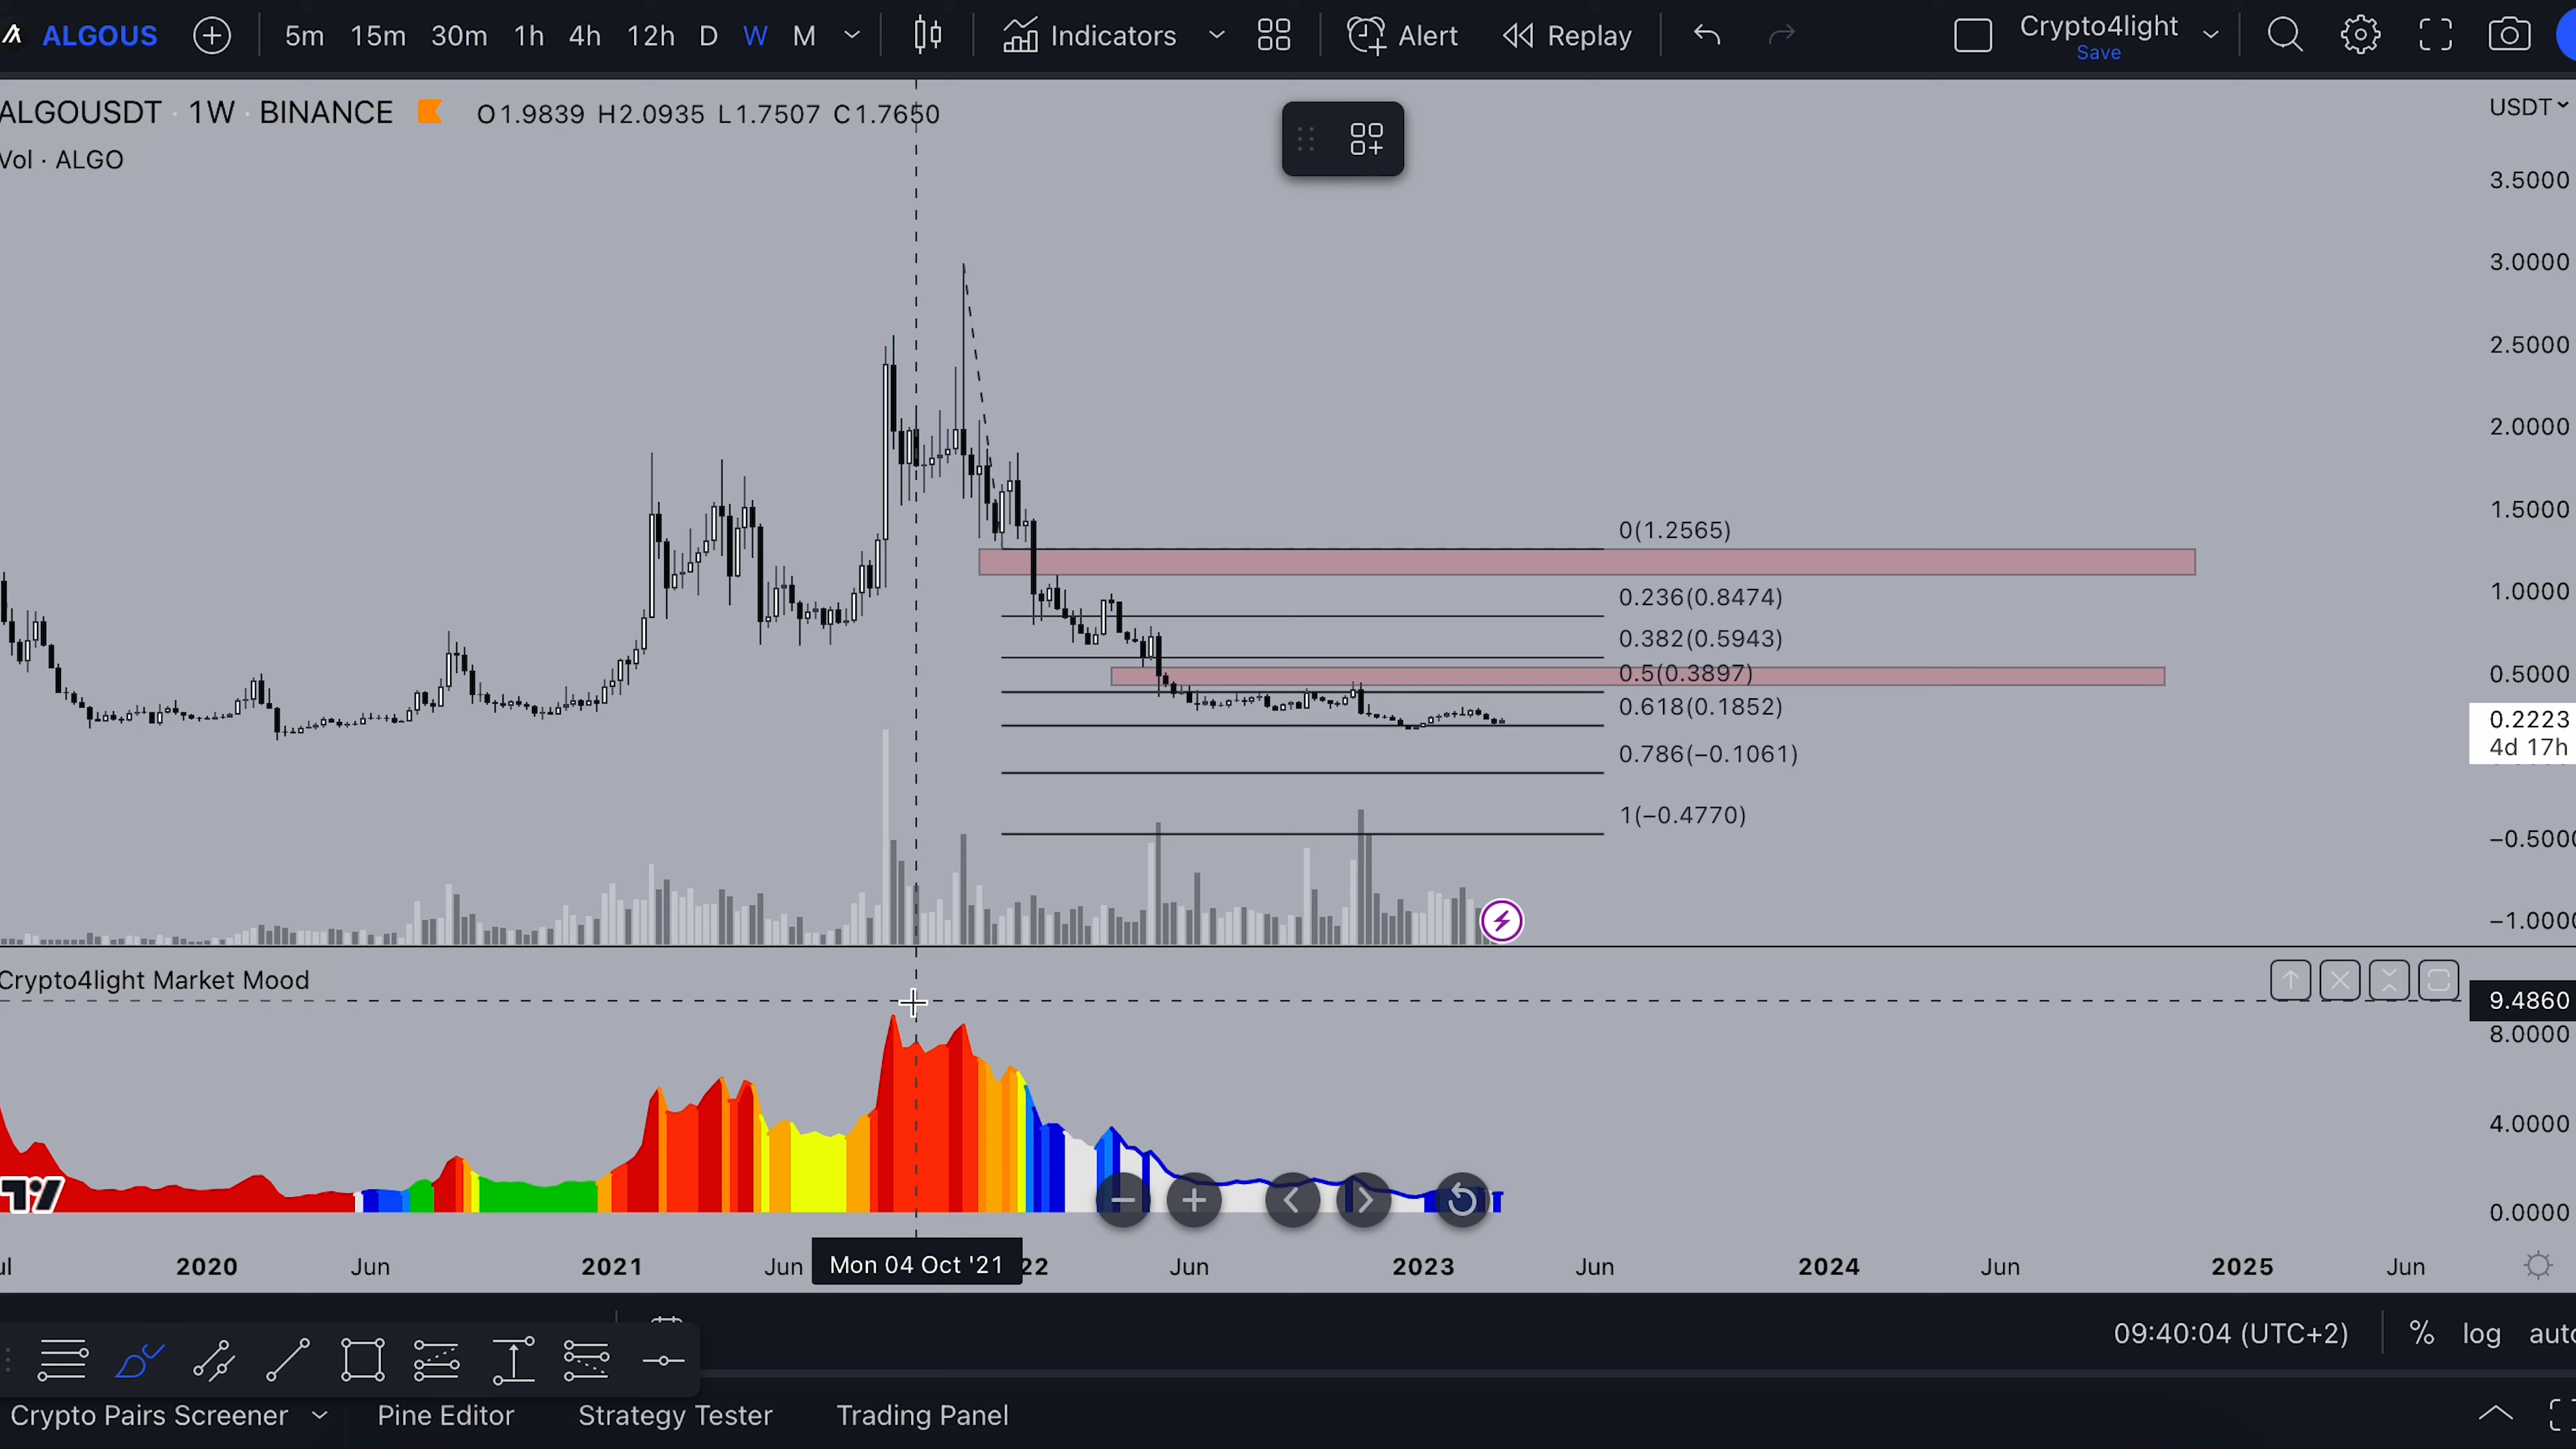 ALGOUS 5m 15m 30m 1h 4h 12h D W M Indicators Alert Replay Crypto4light
Save
ALGOUSDT · 1W · BINANCE O1.9839 H2.0935 L1.7507 C1.7650
USDT
Vol · ALGO
3.5000
3.0000
2.5000
2.0000
1.5000
0(1.2565)
1.0000
0.236(0.8474)
0.382(0.5943)
0.5(0.3897)
0.5000
0.618(0.1852)
0.2223
4d 17h
0.786(−0.1061)
1(−0.4770)
−0.500
−1.000
Crypto4light Market Mood
9.4860
8.0000
4.0000
0.0000
2020 Jun 2021 Jun Mon 04 Oct '21 22 Jun 2023 Jun 2024 Jun 2025 Jun
09:40:04 (UTC+2) % log auto
Crypto Pairs Screener Pine Editor Strategy Tester Trading Panel